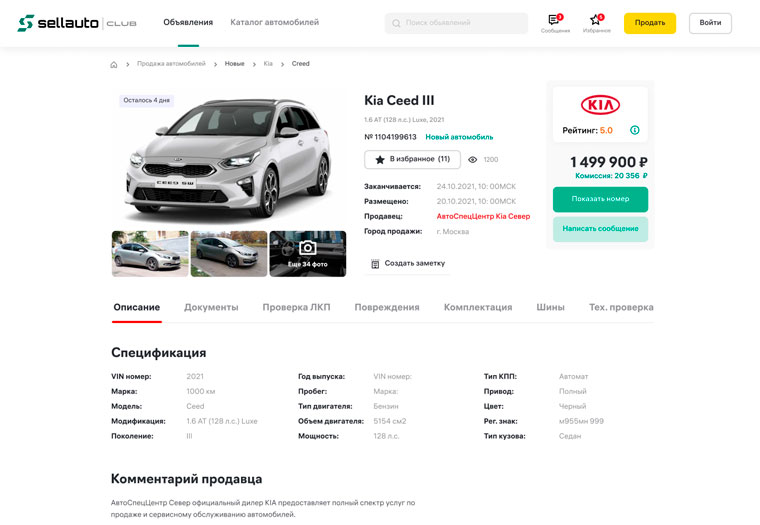 sellauto CLUB Объявления Каталог автомобилей Поиск объявлений 3 Сообщения 6 Избранное Продать Войти
Продажа автомобилей Новые Kia Creed
Осталось 4 дня
CEED SW
Еще 34 фото
Kia Ceed III
1.6 AT (128 л.с.) Luxe, 2021
№ 1104199613 Новый автомобиль
В избранное (11) 1200
Заканчивается: 24.10.2021, 10: 00МСК
Размещено: 20.10.2021, 10: 00МСК
Продавец: АвтоСпецЦентр Kia Север
Город продажи: г. Москва
Создать заметку
KIA
Рейтинг: 5.0
1 499 900 ₽
Комиссия: 20 356 ₽
Показать номер
Написать сообщение
Описание Документы Проверка ЛКП Повреждения Комплектация Шины Тех. проверка
Спецификация
VIN номер: 2021 Год выпуска: VIN номер: Тип КПП: Автомат
Марка: 1000 км Пробег: Марка: Привод: Полный
Модель: Ceed Тип двигателя: Бензин Цвет: Черный
Модификация: 1.6 AT (128 л.с.) Luxe Объем двигателя: 5154 см2 Рег. знак: м955мн 999
Поколение: III Мощность: 128 л.с. Тип кузова: Седан
Комментарий продавца
АвтоСпецЦентр Север официальный дилер KIA предоставляет полный спектр услуг по
продаже и сервисному обслуживанию автомобилей.